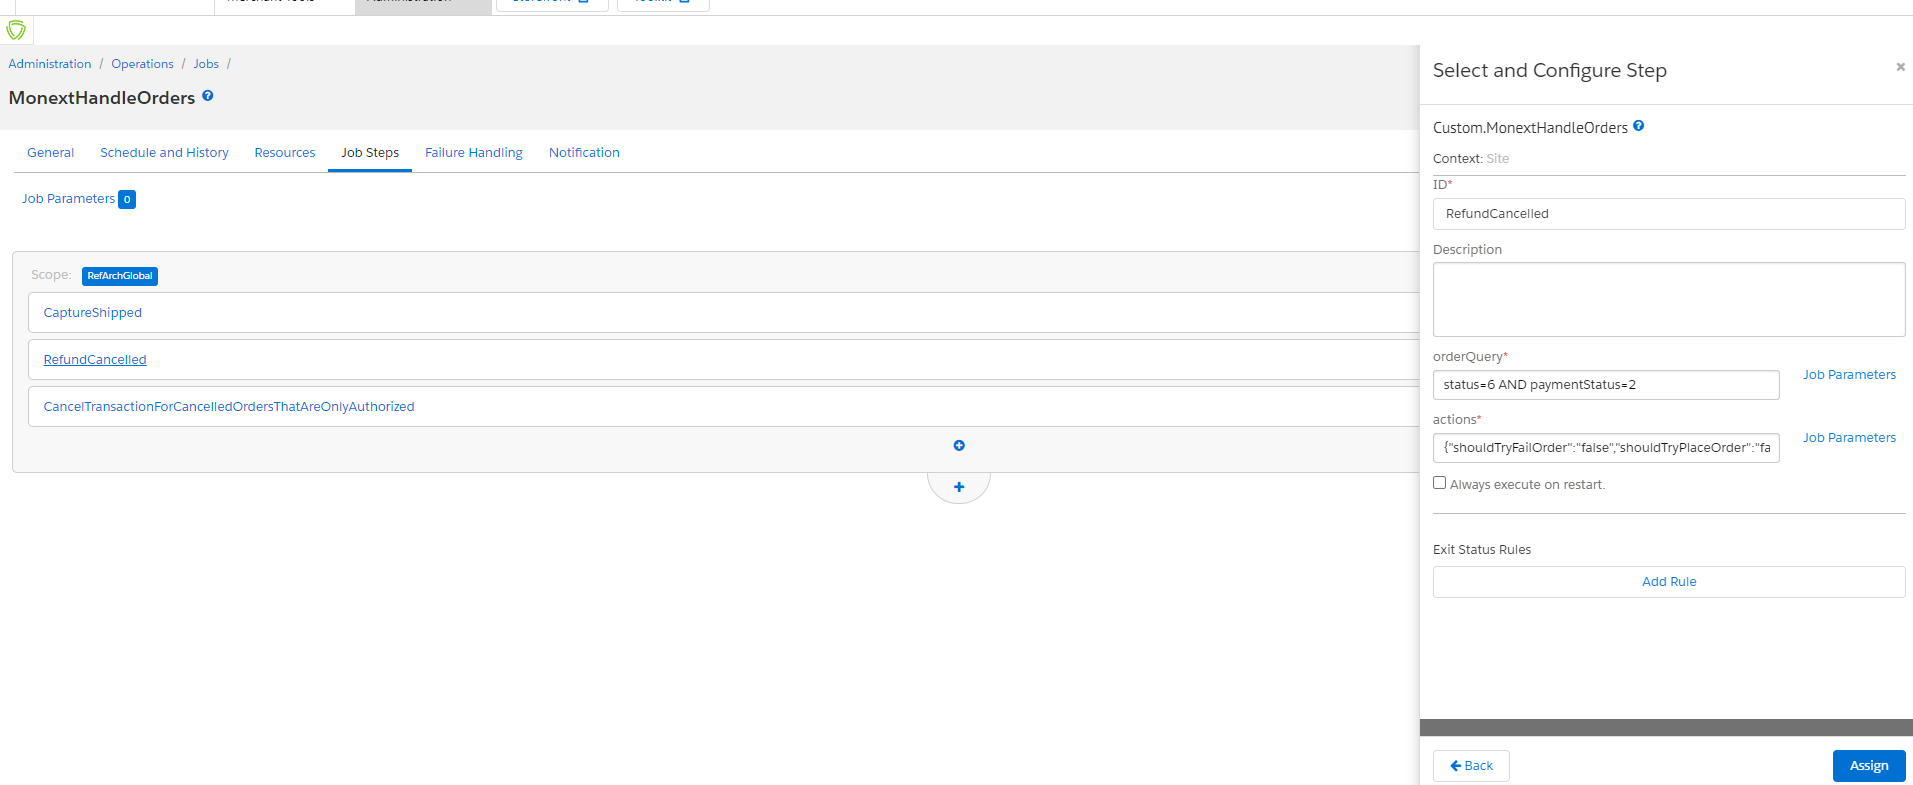 Administration / Operations / Jobs /
MonextHandleOrders
General Schedule and History Resources Job Steps Failure Handling Notification
Job Parameters 0
Scope: RefArchGlobal
CaptureShipped
RefundCancelled
CancelTransactionForCancelledOrdersThatAreOnlyAuthorized
Select and Configure Step
×
Custom.MonextHandleOrders
Context: Site
ID*
RefundCancelled
Description
orderQuery*
status=6 AND paymentStatus=2 Job Parameters
actions*
{"shouldTryFailOrder":"false","shouldTryPlaceOrder":"fa Job Parameters
Always execute on restart.
Exit Status Rules
Add Rule
Back Assign